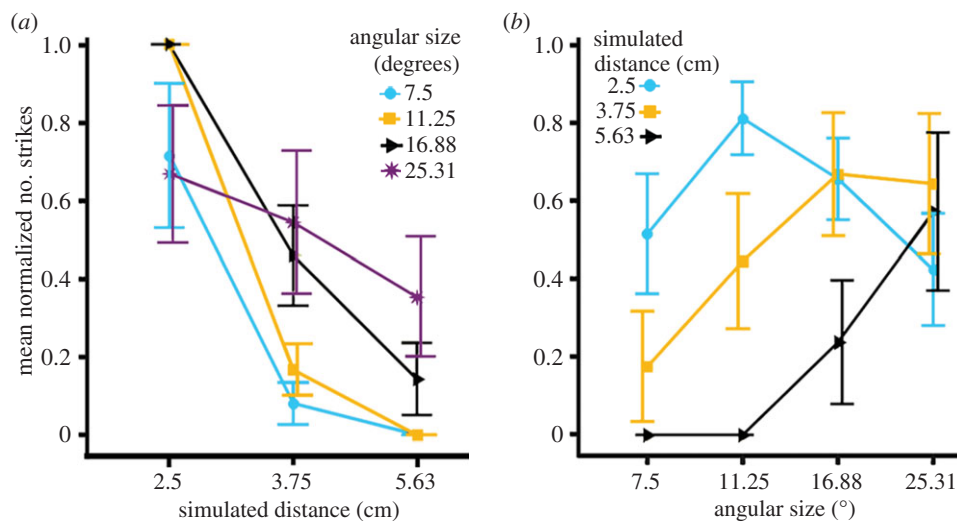 (a)
mean normalized no. strikes
1.0
0.8
0.6
0.4
0.2
0
angular size
(degrees)
7.5
11.25
16.88
25.31
2.5 3.75 5.63
simulated distance (cm)
(b)
1.0
0.8
0.6
0.4
0.2
0
simulated
distance (cm)
2.5
3.75
5.63
7.5 11.25 16.88 25.31
angular size (°)